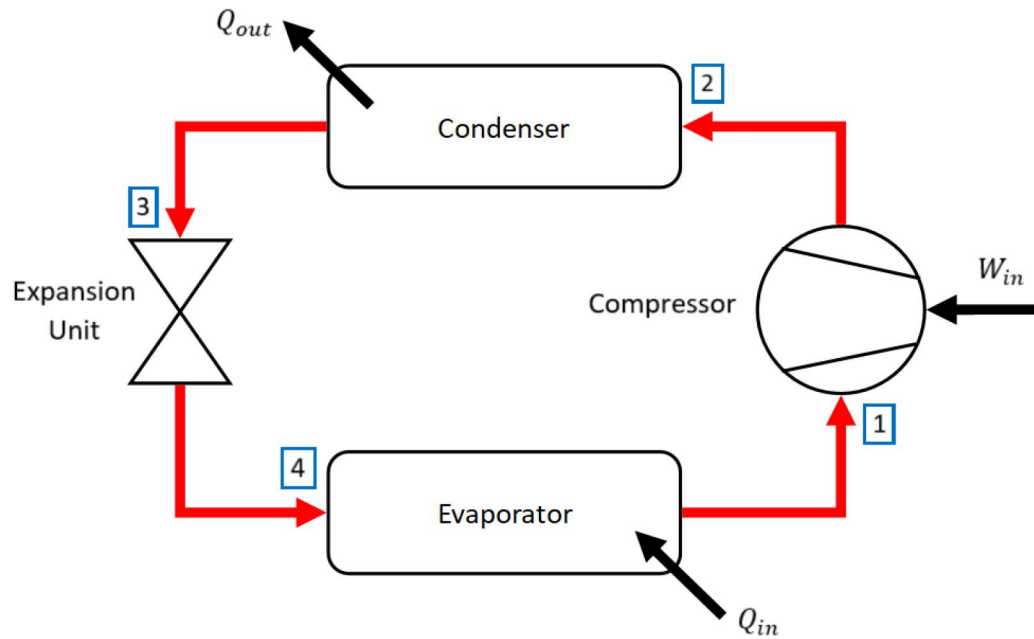 Q_out
2
Condenser
3
W_in
Expansion
Unit
Compressor
1
4
Evaporator
Q_in